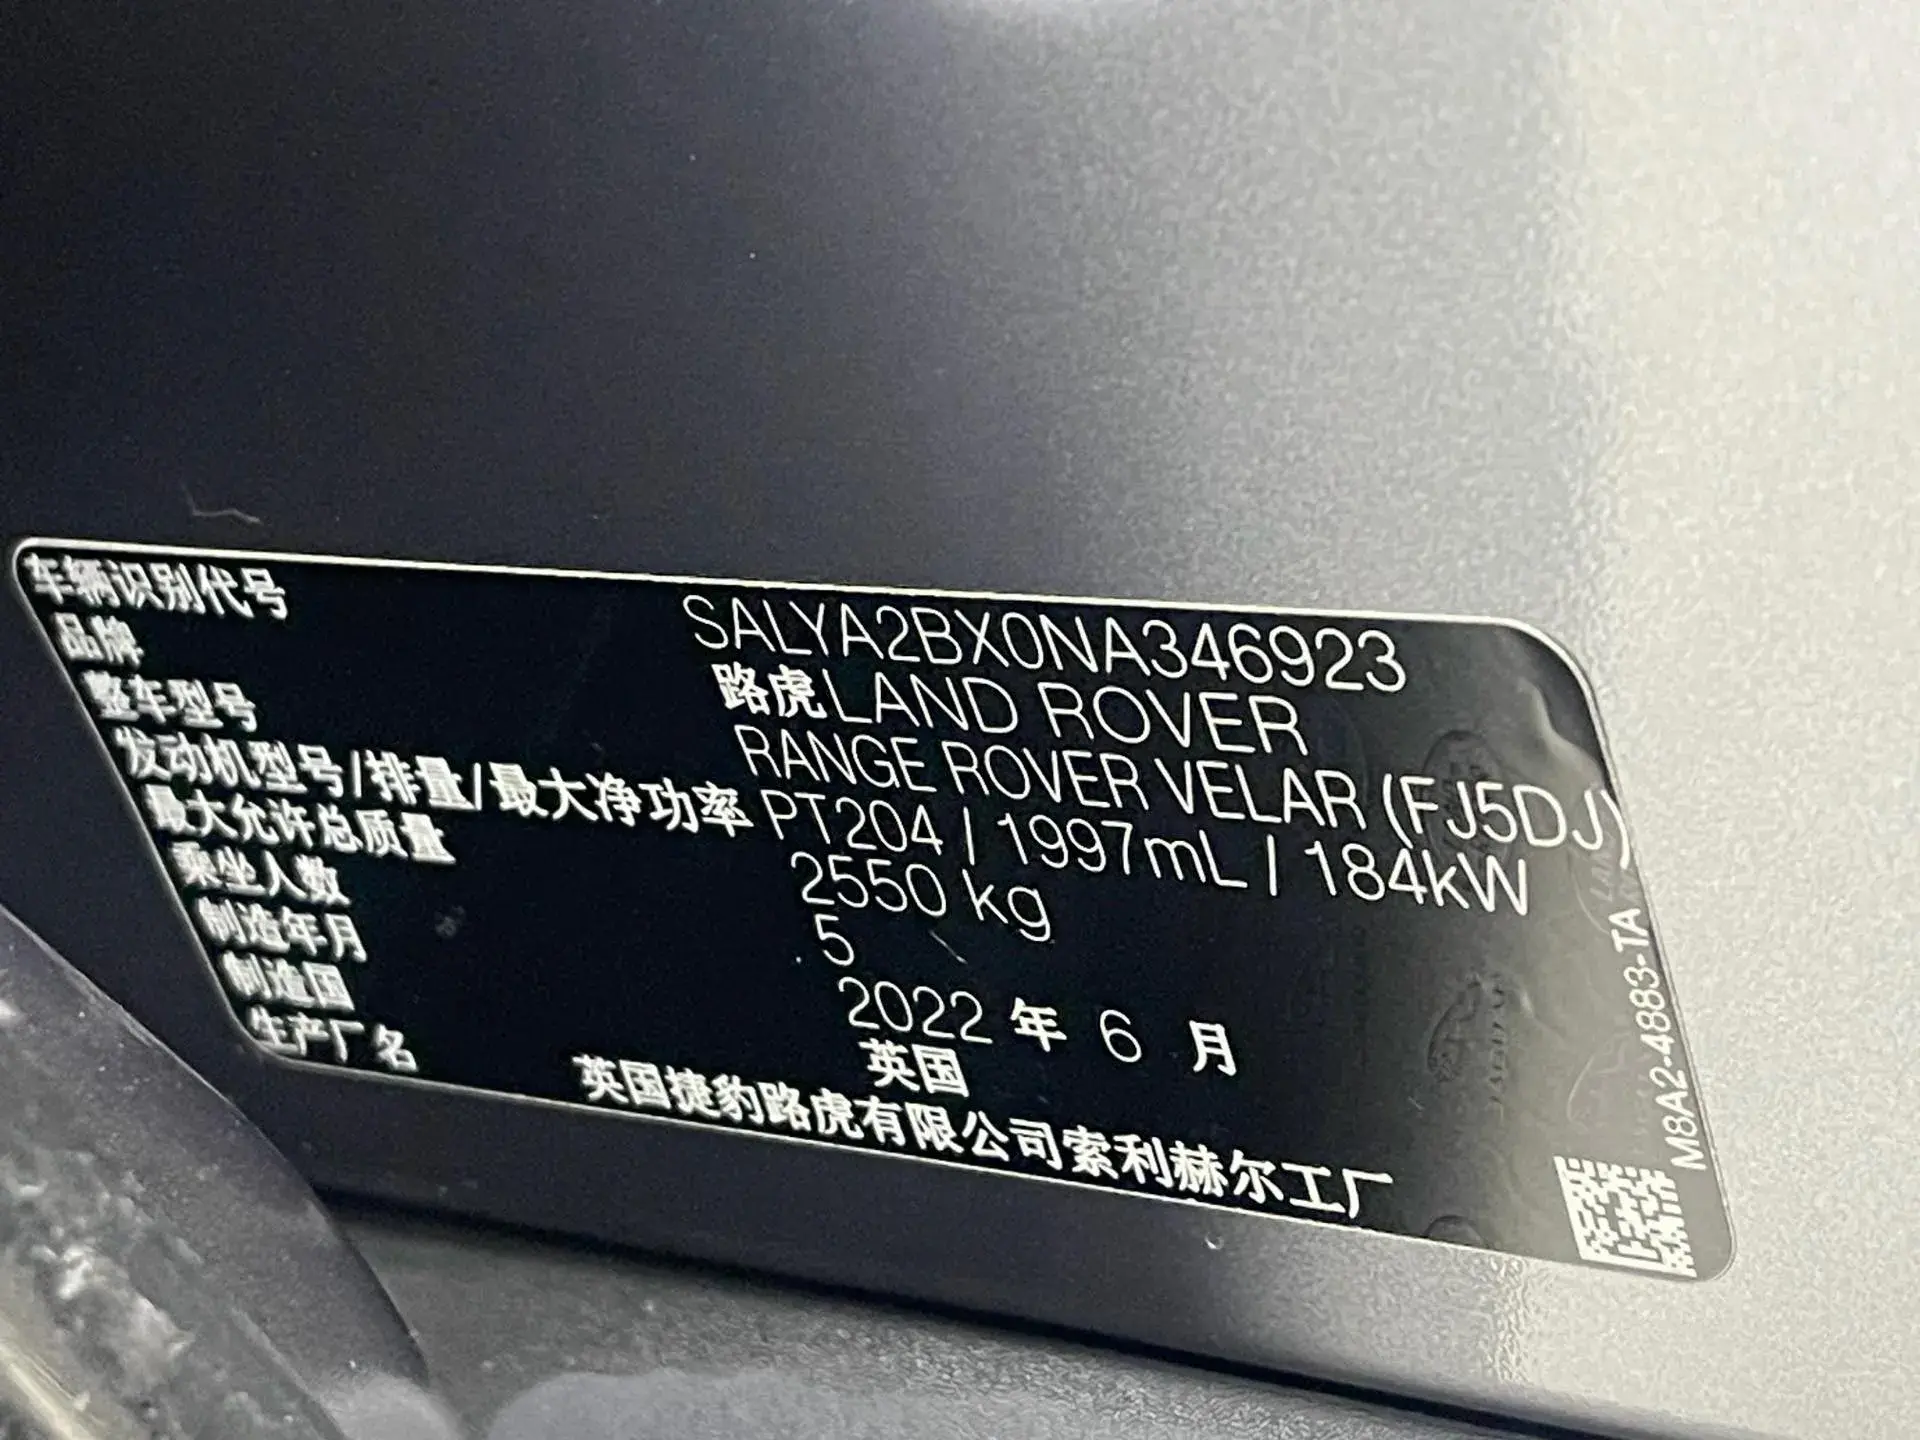 车辆识别代号 SALYA2BX0NA346923
品牌 路虎LAND ROVER
整车型号 RANGE ROVER VELAR (FJ5DJ)
发动机型号/排量/最大净功率 PT204 / 1997mL / 184kW
最大允许总质量 2550 kg
乘坐人数 5
制造年月 2022 年 6 月
制造国 英国
生产厂名 英国捷豹路虎有限公司索利赫尔工厂
M8A2-4883-TA